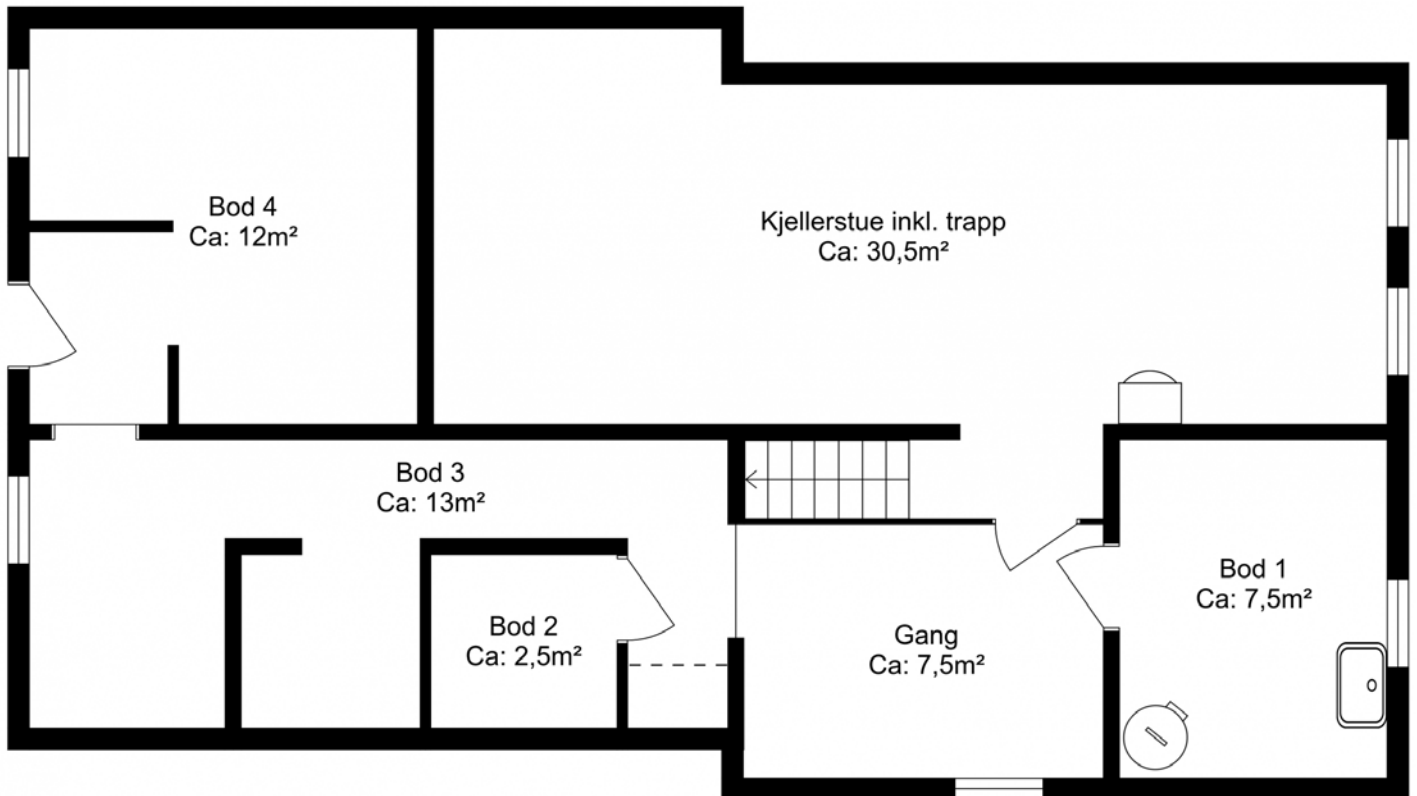 Bod 4
Ca: 12m²
Kjellerstue inkl. trapp
Ca: 30,5m²
Bod 3
Ca: 13m²
Bod 2
Ca: 2,5m²
Gang
Ca: 7,5m²
Bod 1
Ca: 7,5m²